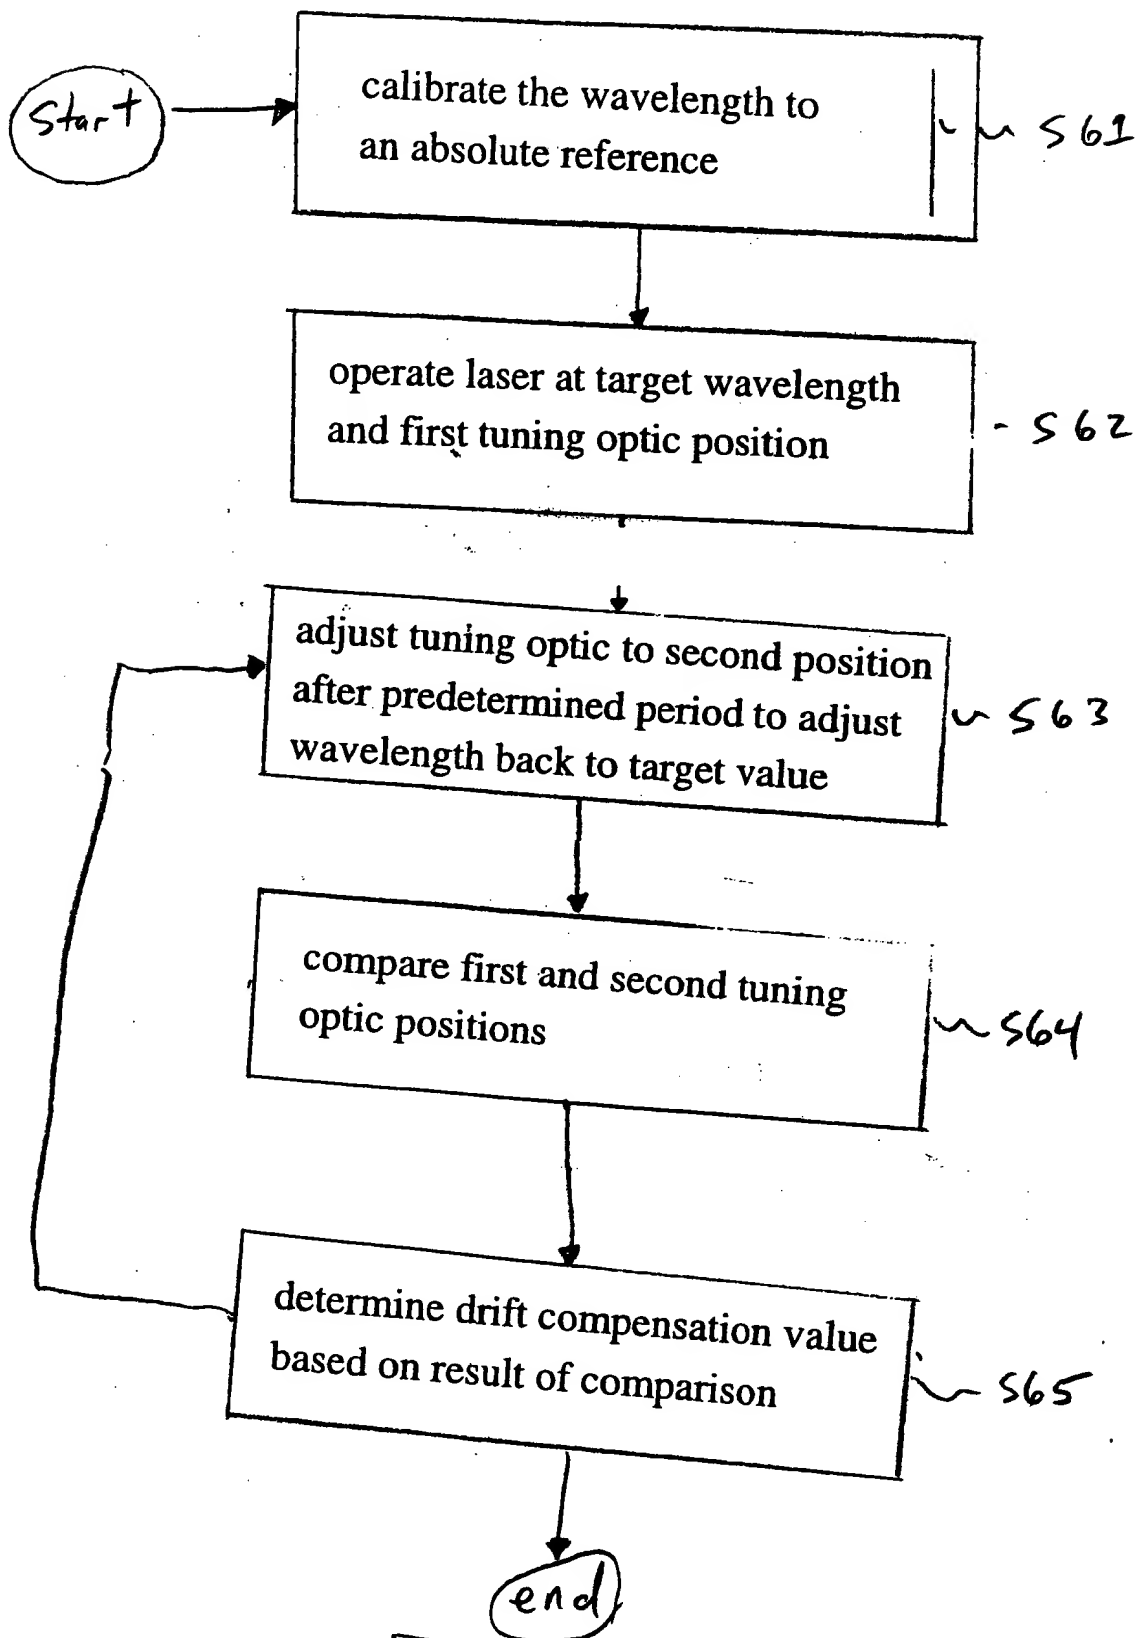 start
calibrate the wavelength to
an absolute reference
S61
operate laser at target wavelength
and first tuning optic position
S62
adjust tuning optic to second position
after predetermined period to adjust
wavelength back to target value
S63
compare first and second tuning
optic positions
S64
determine drift compensation value
based on result of comparison
S65
end